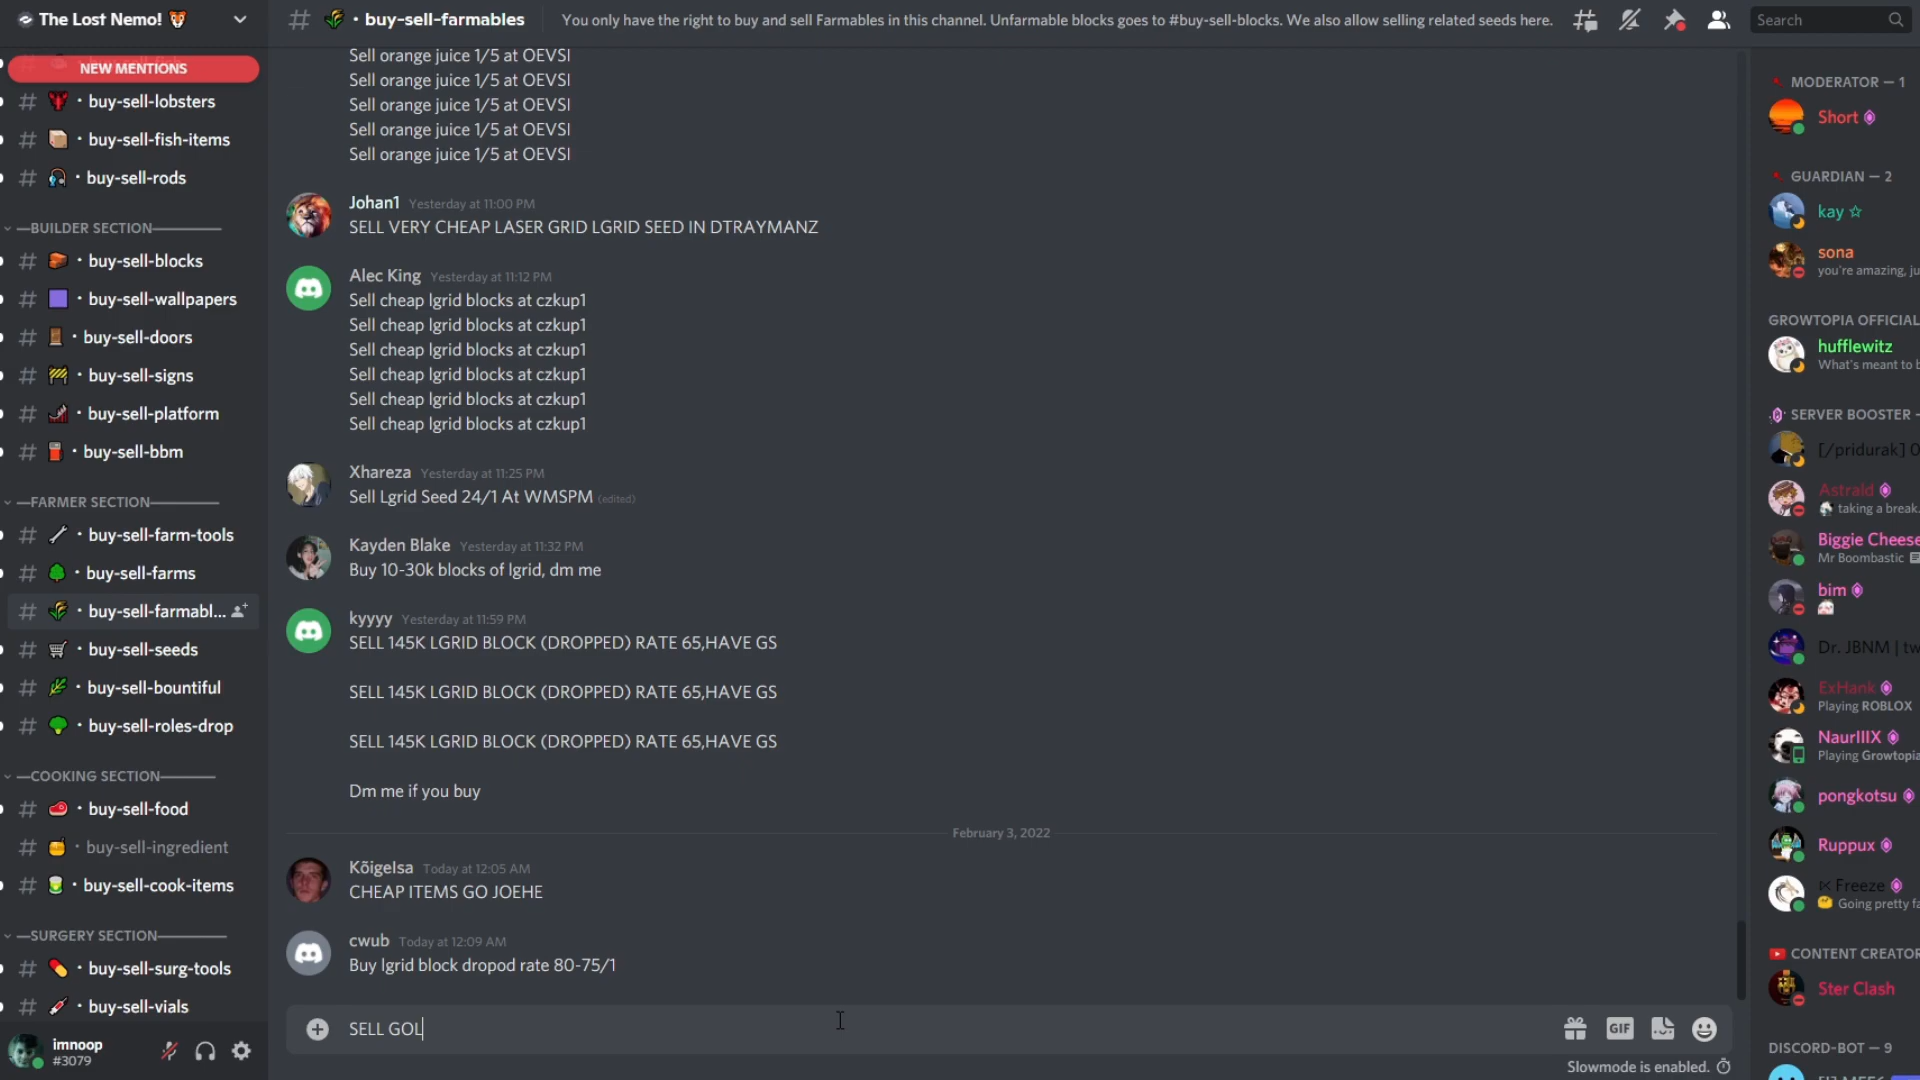 The Lost Nemo!
NEW MENTIONS
buy-sell-lobsters
buy-sell-fish-items
buy-sell-rods
—BUILDER SECTION———
buy-sell-blocks
buy-sell-wallpapers
buy-sell-doors
buy-sell-signs
buy-sell-platform
buy-sell-bbm
—FARMER SECTION———
buy-sell-farm-tools
buy-sell-farms
buy-sell-farmabl...
buy-sell-seeds
buy-sell-bountiful
buy-sell-roles-drop
—COOKING SECTION———
buy-sell-food
buy-sell-ingredient
buy-sell-cook-items
—SURGERY SECTION———
buy-sell-surg-tools
buy-sell-vials
imnoop
#3079
buy-sell-farmables
You only have the right to buy and sell Farmables in this channel. Unfarmable blocks goes to #buy-sell-blocks. We also allow selling related seeds here.
Search
Sell orange juice 1/5 at OEVSI
Sell orange juice 1/5 at OEVSI
Sell orange juice 1/5 at OEVSI
Sell orange juice 1/5 at OEVSI
Sell orange juice 1/5 at OEVSI
Johan1 Yesterday at 11:00 PM
SELL VERY CHEAP LASER GRID LGRID SEED IN DTRAYMANZ
Alec King Yesterday at 11:12 PM
Sell cheap lgrid blocks at czkup1
Sell cheap lgrid blocks at czkup1
Sell cheap lgrid blocks at czkup1
Sell cheap lgrid blocks at czkup1
Sell cheap lgrid blocks at czkup1
Sell cheap lgrid blocks at czkup1
Xhareza Yesterday at 11:25 PM
Sell Lgrid Seed 24/1 At WMSPM (edited)
Kayden Blake Yesterday at 11:32 PM
Buy 10-30k blocks of lgrid, dm me
kyyyy Yesterday at 11:59 PM
SELL 145K LGRID BLOCK (DROPPED) RATE 65,HAVE GS
SELL 145K LGRID BLOCK (DROPPED) RATE 65,HAVE GS
SELL 145K LGRID BLOCK (DROPPED) RATE 65,HAVE GS
Dm me if you buy
February 3, 2022
Kõigelsa Today at 12:05 AM
CHEAP ITEMS GO JOEHE
cwub Today at 12:09 AM
Buy lgrid block dropod rate 80-75/1
SELL GOL
GIF
Slowmode is enabled.
MODERATOR — 1
Short
GUARDIAN — 2
kay ☆
sona
you're amazing, ju
GROWTOPIA OFFICIAL
hufflewitz
What's meant to b
SERVER BOOSTER -
[/pridurak] O
Astrald
taking a break.
Biggie Cheese
Mr Boombastic
bim
Dr. JBNM | tw
ExHank
Playing ROBLOX
NaurIIIX
Playing Growtopia
pongkotsu
Ruppux
Freeze
Going pretty fa
CONTENT CREATOR
Ster Clash
DISCORD-BOT — 9